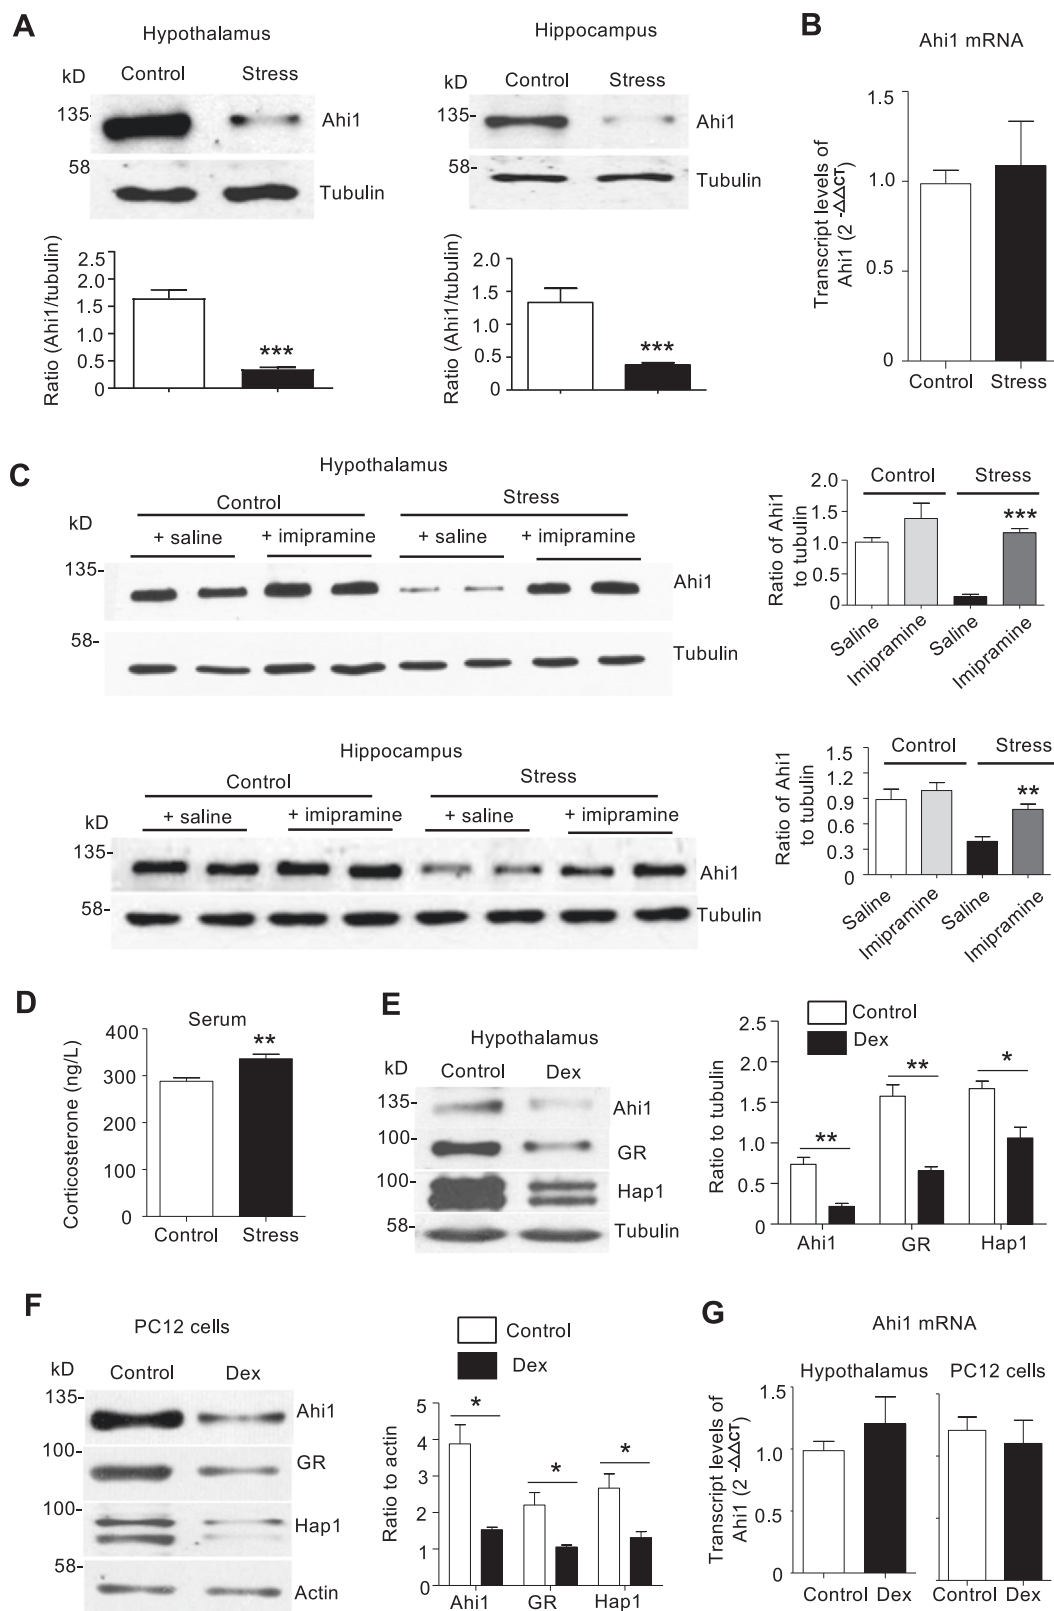 A
Hypothalamus
Control Stress
kD
135-
Ahi1
58
Tubulin
Ratio (Ahi1/tubulin)
2.5
2.0
1.5
1.0
0.5
0
***
Hippocampus
Control Stress
kD
135-
Ahi1
58-
Tubulin
Ratio (Ahi1/tubulin)
2.0
1.5
1.0
0.5
0
***
B
Ahi1 mRNA
Transcript levels of
Ahi1 (2 -ΔΔCT)
1.5
1.0
0.5
0
Control Stress
C
Hypothalamus
Control Stress
kD
+ saline + imipramine + saline + imipramine
135-
Ahi1
58-
Tubulin
Control Stress
Ratio of Ahi1
to tubulin
2.0
1.5
1.0
0.5
0
***
Saline Imipramine Saline Imipramine
Hippocampus
Control Stress
kD
+ saline + imipramine + saline + imipramine
135-
Ahi1
58-
Tubulin
Control Stress
Ratio of Ahi1
to tubulin
1.5
1.2
0.9
0.6
0.3
0
**
Saline Imipramine Saline Imipramine
D
Serum
Corticosterone (ng/L)
400
300
200
100
0
**
Control Stress
E
Hypothalamus
kD
Control Dex
135-
Ahi1
100-
GR
100-
Hap1
58-
Tubulin
Control
Dex
Ratio to tubulin
2.5
2.0
1.5
1.0
0.5
0
** ** *
Ahi1 GR Hap1
F
PC12 cells
kD
Control Dex
135-
Ahi1
100
GR
100-
Hap1
58-
Actin
Control
Dex
Ratio to actin
5
4
3
2
1
0
* * *
Ahi1 GR Hap1
G
Ahi1 mRNA
Hypothalamus PC12 cells
Transcript levels of
Ahi1 (2 -ΔΔCT)
1.5
1.0
0.5
0
Control Dex Control Dex